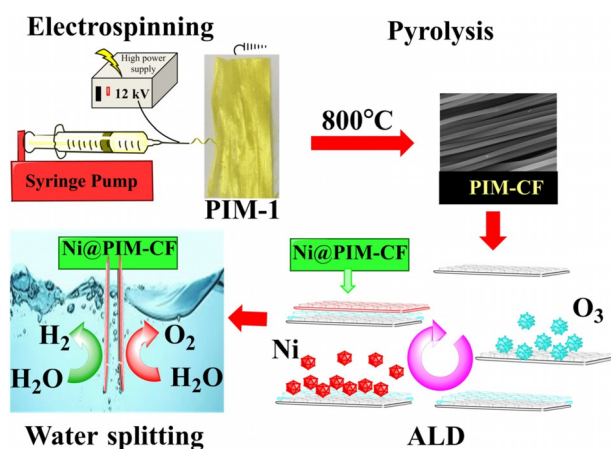 Electrospinning
Pyrolysis
High power
supply
12 kV
800°C
Syringe Pump
PIM-1
PIM-CF
Ni@PIM-CF
Ni@PIM-CF
H₂
O₂
H₂O
H₂O
Ni
O₃
Water splitting
ALD